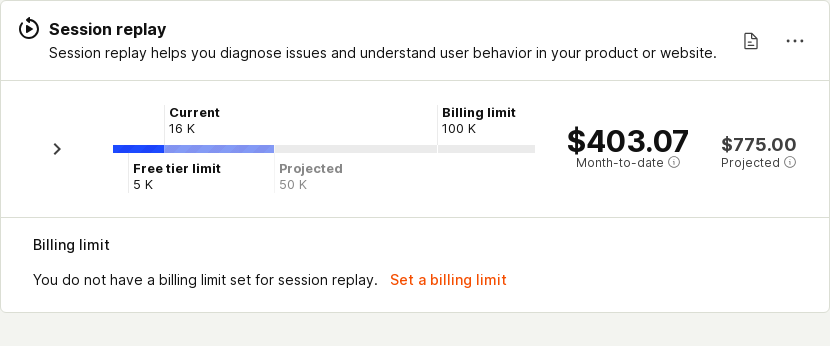 Session replay
Session replay helps you diagnose issues and understand user behavior in your product or website.
Current
16 K
Billing limit
100 K
Free tier limit
5 K
Projected
50 K
$403.07
Month-to-date
$775.00
Projected
Billing limit
You do not have a billing limit set for session replay. Set a billing limit